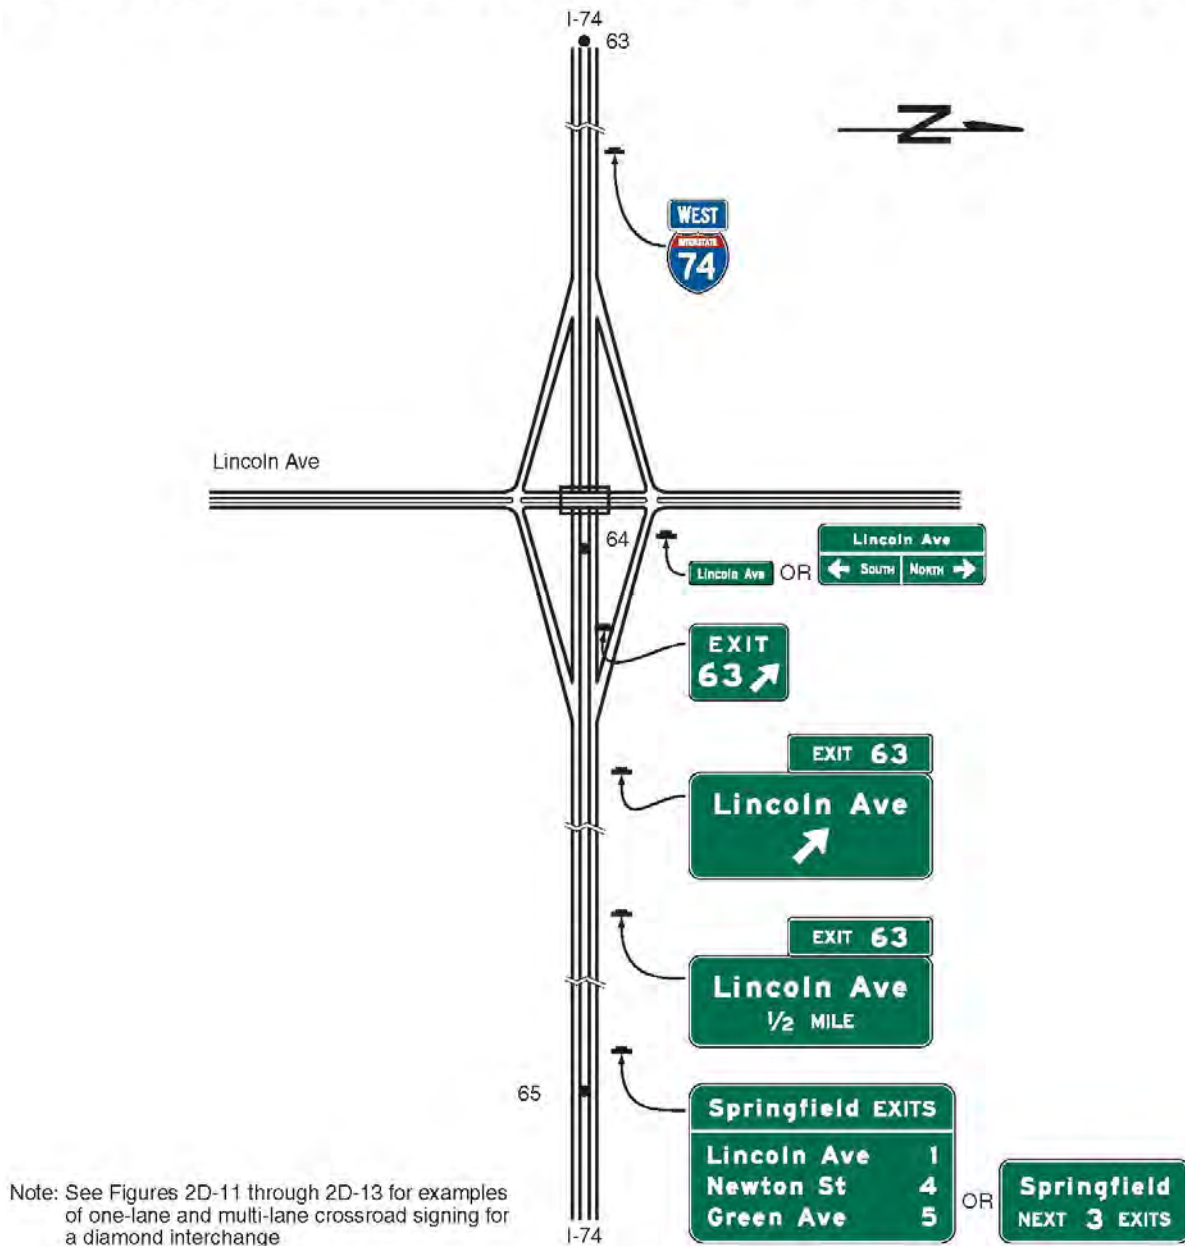 I-74
63
N
WEST
INTERSTATE
74
Lincoln Ave
64
Lincoln Ave
OR
Lincoln Ave
SOUTH NORTH
EXIT
63
EXIT 63
Lincoln Ave
EXIT 63
Lincoln Ave
1/2 MILE
65
Springfield EXITS
Lincoln Ave 1
Newton St 4
Green Ave 5
OR
Springfield
NEXT 3 EXITS
Note: See Figures 2D-11 through 2D-13 for examples
of one-lane and multi-lane crossroad signing for
a diamond interchange
I-74